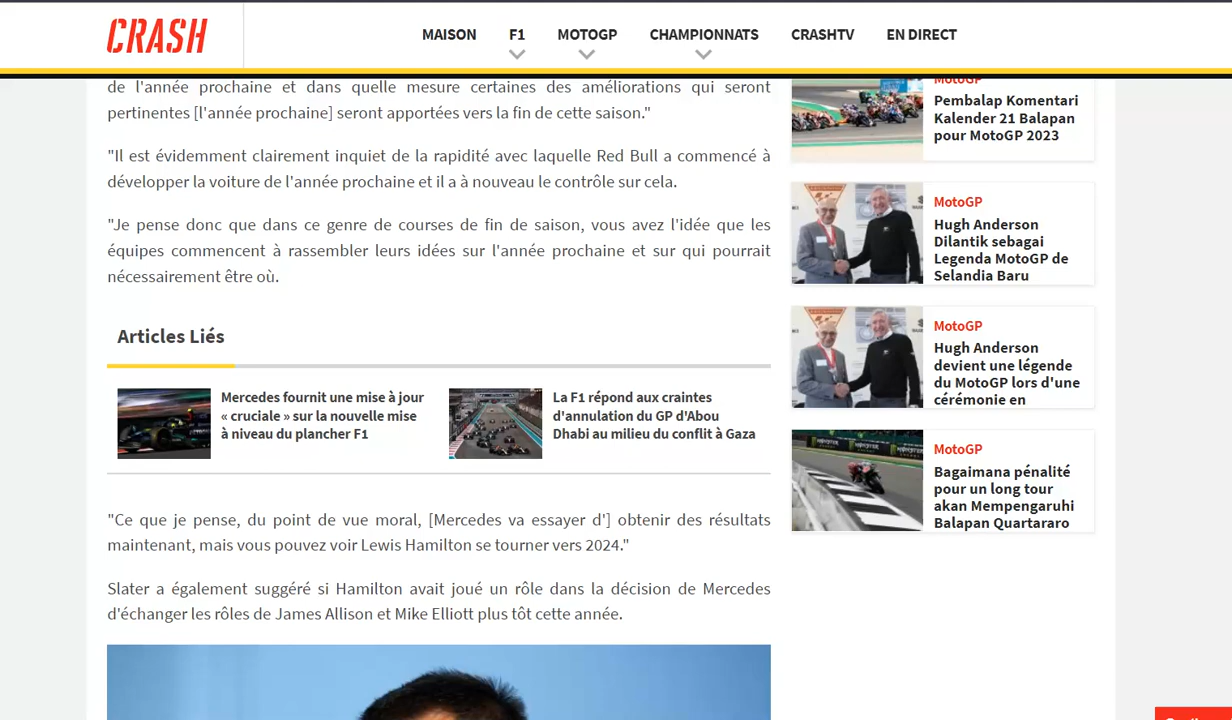 CRASH
MAISON
F1
MOTOGP
CHAMPIONNATS
CRASHTV
EN DIRECT
de l'année prochaine et dans quelle mesure certaines des améliorations qui seront
pertinentes [l'année prochaine] seront apportées vers la fin de cette saison."
"Il est évidemment clairement inquiet de la rapidité avec laquelle Red Bull a commencé à
développer la voiture de l'année prochaine et il a à nouveau le contrôle sur cela.
"Je pense donc que dans ce genre de courses de fin de saison, vous avez l'idée que les
équipes commencent à rassembler leurs idées sur l'année prochaine et sur qui pourrait
nécessairement être où.
Articles Liés
Mercedes fournit une mise à jour
« cruciale » sur la nouvelle mise
à niveau du plancher F1
La F1 répond aux craintes
d'annulation du GP d'Abou
Dhabi au milieu du conflit à Gaza
"Ce que je pense, du point de vue moral, [Mercedes va essayer d'] obtenir des résultats
maintenant, mais vous pouvez voir Lewis Hamilton se tourner vers 2024."
Slater a également suggéré si Hamilton avait joué un rôle dans la décision de Mercedes
d'échanger les rôles de James Allison et Mike Elliott plus tôt cette année.
MotoGP
Pembalap Komentari
Kalender 21 Balapan
pour MotoGP 2023
MotoGP
Hugh Anderson
Dilantik sebagai
Legenda MotoGP de
Selandia Baru
MotoGP
Hugh Anderson
devient une légende
du MotoGP lors d'une
cérémonie en
MotoGP
Bagaimana pénalité
pour un long tour
akan Mempengaruhi
Balapan Quartararo